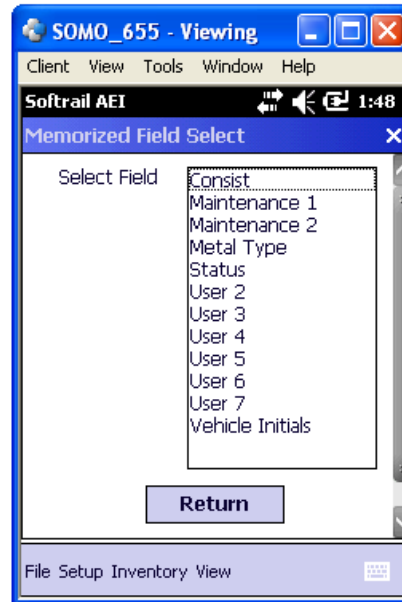 SOMO_655 - Viewing
Client View Tools Window Help
Softrail AEI 1:48
Memorized Field Select
Select Field
Consist
Maintenance 1
Maintenance 2
Metal Type
Status
User 2
User 3
User 4
User 5
User 6
User 7
Vehicle Initials
Return
File Setup Inventory View